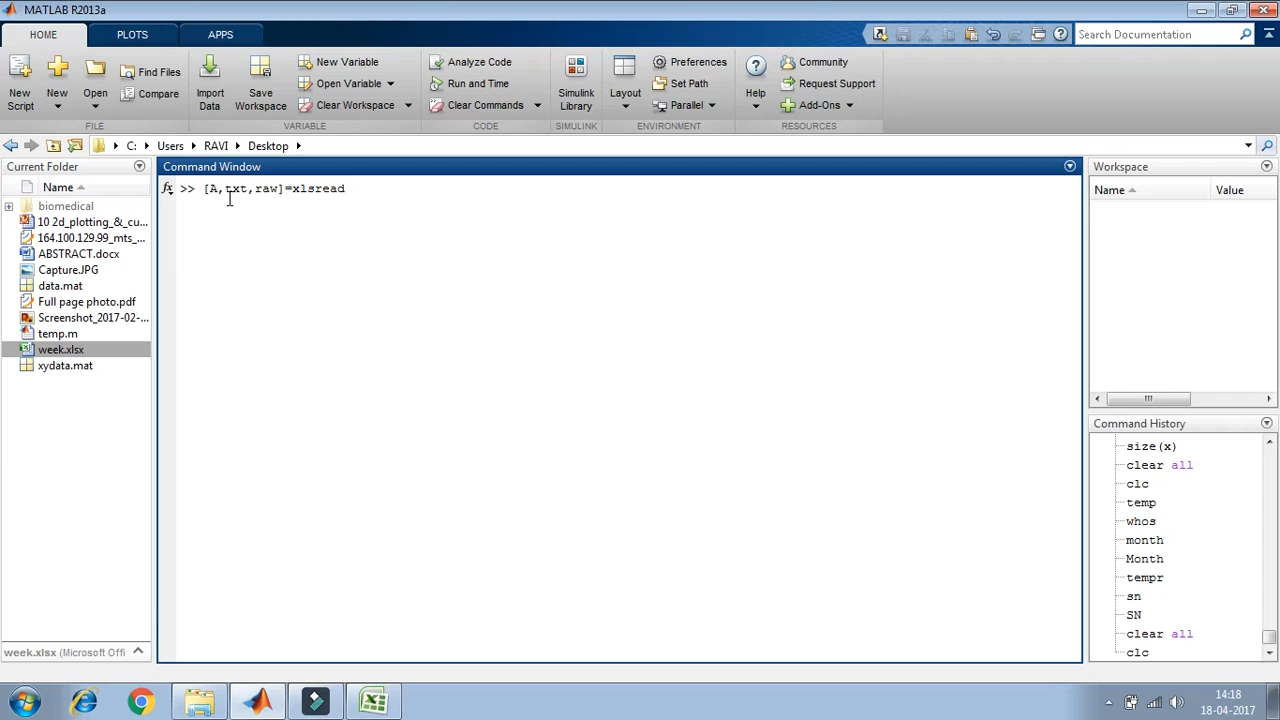 MATLAB R2013a
HOME
PLOTS
APPS
Search Documentation
New Script
New
Open
Find Files
Compare
Import Data
Save Workspace
New Variable
Open Variable
Clear Workspace
Analyze Code
Run and Time
Clear Commands
Simulink Library
Layout
Preferences
Set Path
Parallel
Help
Community
Request Support
Add-Ons
FILE
VARIABLE
CODE
SIMULINK
ENVIRONMENT
RESOURCES
C:
Users
RAVI
Desktop
Current Folder
Name
biomedical
10 2d_plotting_&_cu...
164.100.129.99_mts_...
ABSTRACT.docx
Capture.JPG
data.mat
Full page photo.pdf
Screenshot_2017-02-...
temp.m
week.xlsx
xydata.mat
week.xlsx (Microsoft Offi
Command Window
fx >> [A,txt,raw]=xlsread
Workspace
Name
Value
Command History
size(x)
clear all
clc
temp
whos
month
Month
tempr
sn
SN
clear all
clc
14:18
18-04-2017